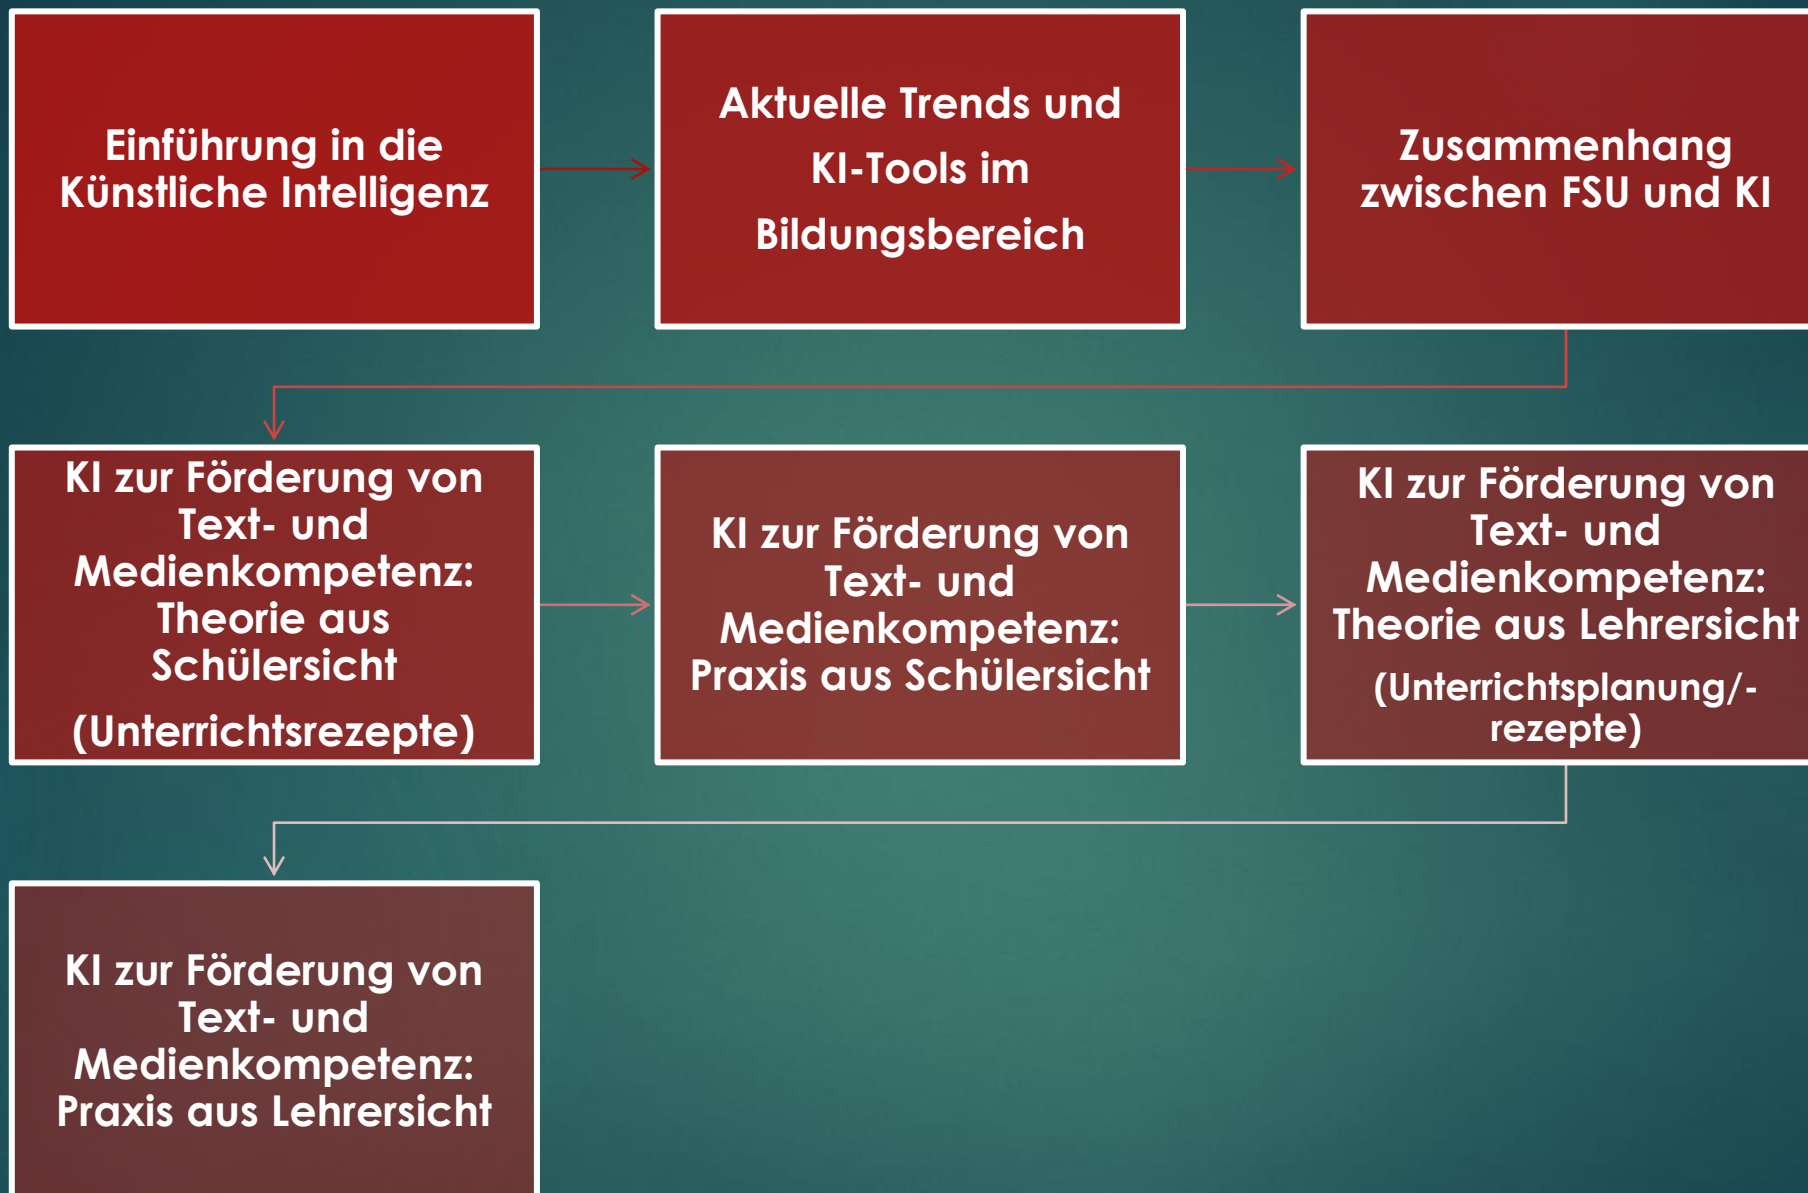 Einführung in die
Künstliche Intelligenz
Aktuelle Trends und
KI-Tools im
Bildungsbereich
Zusammenhang
zwischen FSU und KI
KI zur Förderung von
Text- und
Medienkompetenz:
Theorie aus
Schülersicht
(Unterrichtsrezepte)
KI zur Förderung von
Text- und
Medienkompetenz:
Praxis aus Schülersicht
KI zur Förderung von
Text- und
Medienkompetenz:
Theorie aus Lehrersicht
(Unterrichtsplanung/-
rezepte)
KI zur Förderung von
Text- und
Medienkompetenz:
Praxis aus Lehrersicht